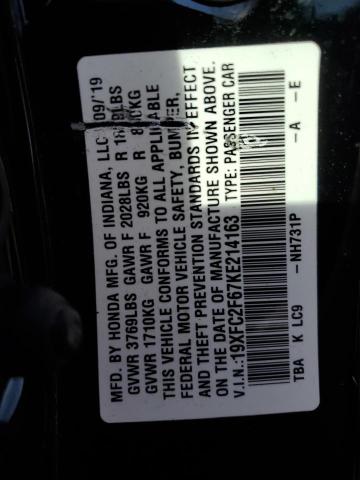 MFD. BY HONDA MFG. OF INDIANA, LLC 09/'19
GVWR 3769LBS GAWR F 2028LBS R
GVWR 1710KG GAWR F 920KG R
THIS VEHICLE CONFORMS TO ALL APPLICABLE
FEDERAL MOTOR VEHICLE SAFETY, BUMPER,
AND THEFT PREVENTION STANDARDS IN EFFECT
ON THE DATE OF MANUFACTURE SHOWN ABOVE.
V.I.N.:19XFC2F67KE214163 TYPE: PASSENGER CAR
TBA K LC9 -NH731P -A -E